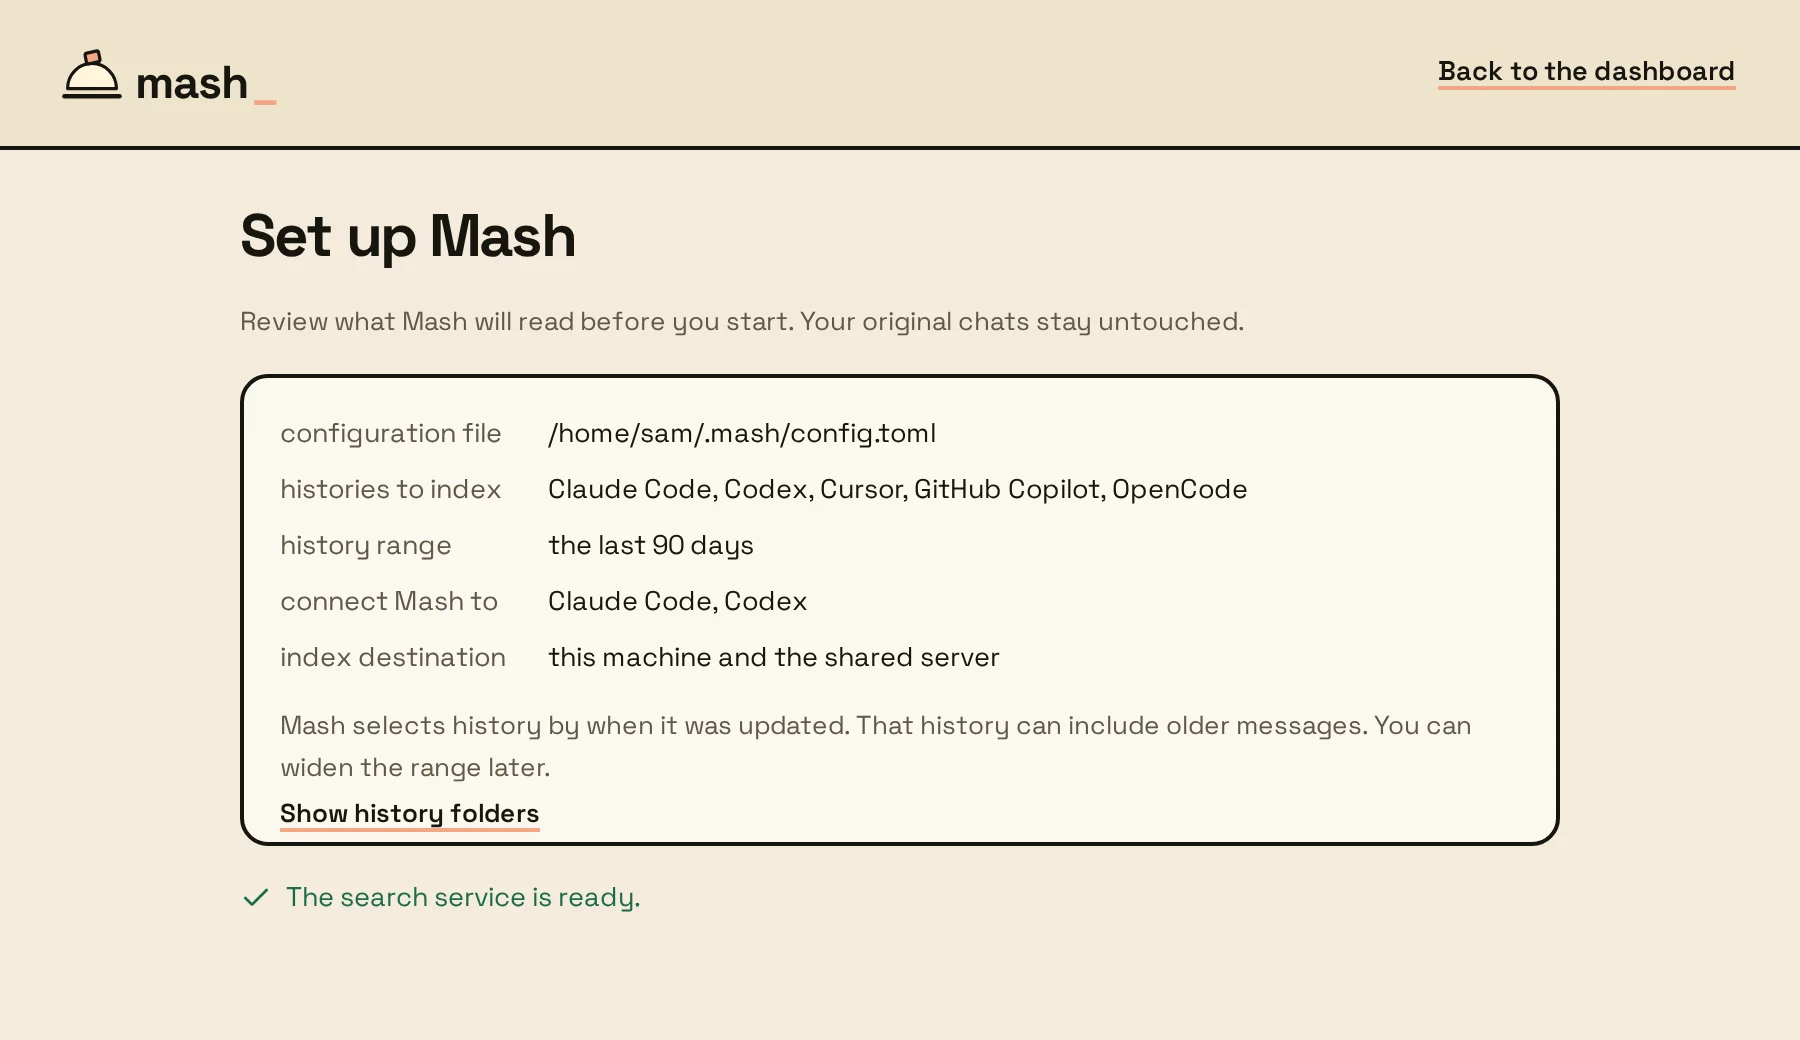 mash_
Back to the dashboard
Set up Mash
Review what Mash will read before you start. Your original chats stay untouched.
configuration file /home/sam/.mash/config.toml
histories to index Claude Code, Codex, Cursor, GitHub Copilot, OpenCode
history range the last 90 days
connect Mash to Claude Code, Codex
index destination this machine and the shared server
Mash selects history by when it was updated. That history can include older messages. You can
widen the range later.
Show history folders
The search service is ready.